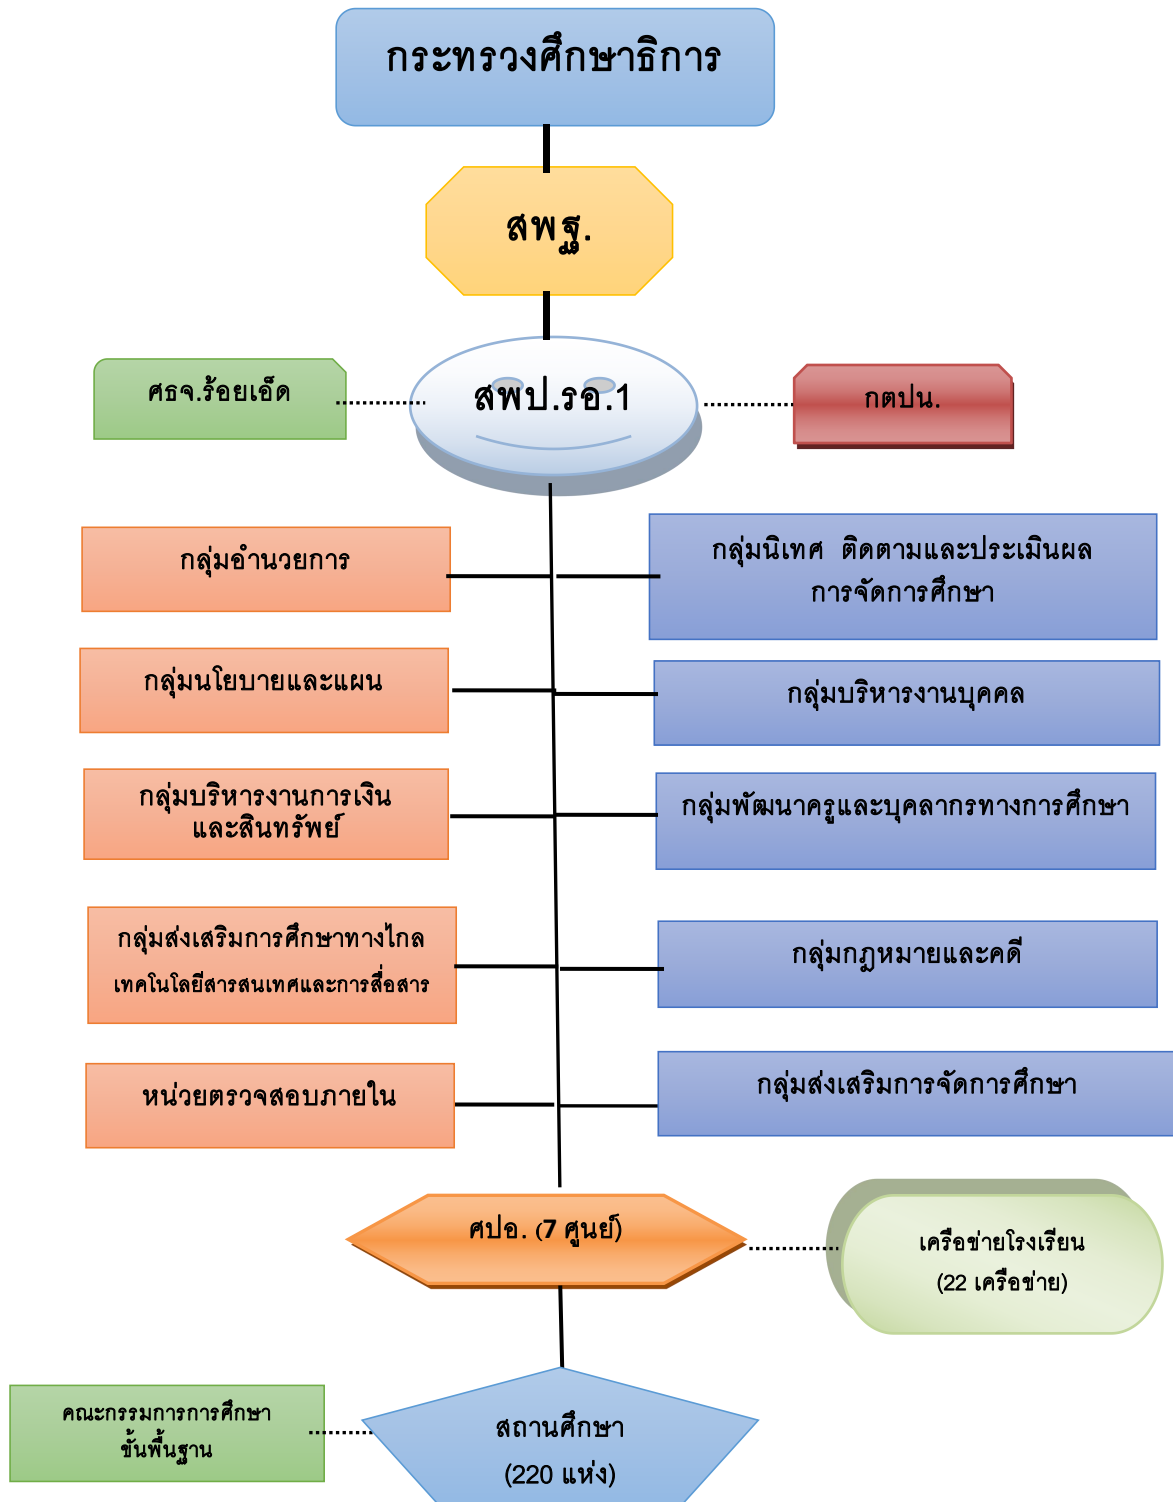 กระทรวงศึกษาธิการ
สพฐ.
ศธจ.ร้อยเอ็ด
สพป.รอ.1
กตปน.
กลุ่มอำนวยการ
กลุ่มนิเทศ ติดตามและประเมินผล
การจัดการศึกษา
กลุ่มนโยบายและแผน
กลุ่มบริหารงานบุคคล
กลุ่มบริหารงานการเงิน
และสินทรัพย์
กลุ่มพัฒนาครูและบุคลากรทางการศึกษา
กลุ่มส่งเสริมการศึกษาทางไกล
เทคโนโลยีสารสนเทศและการสื่อสาร
กลุ่มกฎหมายและคดี
หน่วยตรวจสอบภายใน
กลุ่มส่งเสริมการจัดการศึกษา
ศปอ. (7 ศูนย์)
เครือข่ายโรงเรียน
(22 เครือข่าย)
คณะกรรมการการศึกษา
ขั้นพื้นฐาน
สถานศึกษา
(220 แห่ง)